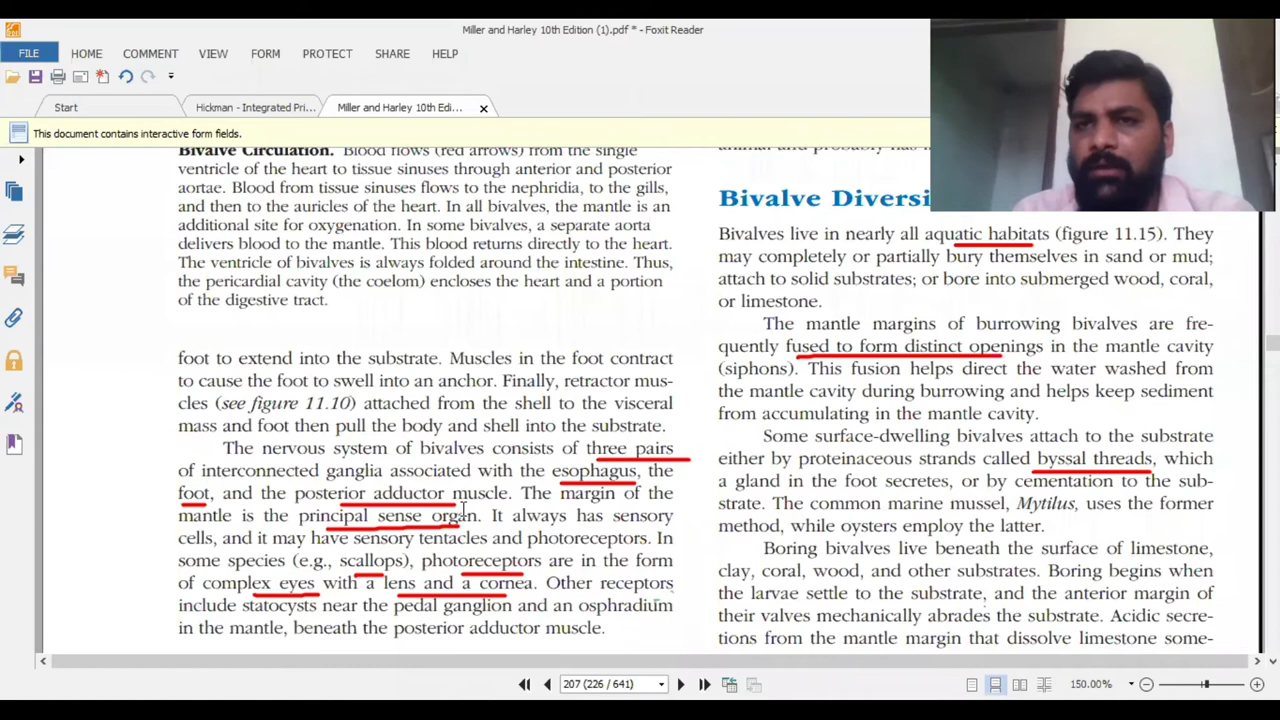 Miller and Harley 10th Edition (1).pdf * - Foxit Reader
FILE HOME COMMENT VIEW FORM PROTECT SHARE HELP
Start
Hickman - Integrated Pri...
Miller and Harley 10th Edi...
This document contains interactive form fields.
Bivalve Circulation. Blood flows (red arrows) from the single
ventricle of the heart to tissue sinuses through anterior and posterior
aortae. Blood from tissue sinuses flows to the nephridia, to the gills,
and then to the auricles of the heart. In all bivalves, the mantle is an
additional site for oxygenation. In some bivalves, a separate aorta
delivers blood to the mantle. This blood returns directly to the heart.
The ventricle of bivalves is always folded around the intestine. Thus,
the pericardial cavity (the coelom) encloses the heart and a portion
of the digestive tract.
foot to extend into the substrate. Muscles in the foot contract
to cause the foot to swell into an anchor. Finally, retractor mus-
cles (see figure 11.10) attached from the shell to the visceral
mass and foot then pull the body and shell into the substrate.
The nervous system of bivalves consists of three pairs
of interconnected ganglia associated with the esophagus, the
foot, and the posterior adductor muscle. The margin of the
mantle is the principal sense organ. It always has sensory
cells, and it may have sensory tentacles and photoreceptors. In
some species (e.g., scallops), photoreceptors are in the form
of complex eyes with a lens and a cornea. Other receptors
include statocysts near the pedal ganglion and an osphradium
in the mantle, beneath the posterior adductor muscle.
animal and probably has
Bivalve Diversi
Bivalves live in nearly all aquatic habitats (figure 11.15). They
may completely or partially bury themselves in sand or mud;
attach to solid substrates; or bore into submerged wood, coral,
or limestone.
The mantle margins of burrowing bivalves are fre-
quently fused to form distinct openings in the mantle cavity
(siphons). This fusion helps direct the water washed from
the mantle cavity during burrowing and helps keep sediment
from accumulating in the mantle cavity.
Some surface-dwelling bivalves attach to the substrate
either by proteinaceous strands called byssal threads, which
a gland in the foot secretes, or by cementation to the sub-
strate. The common marine mussel, Mytilus, uses the former
method, while oysters employ the latter.
Boring bivalves live beneath the surface of limestone,
clay, coral, wood, and other substrates. Boring begins when
the larvae settle to the substrate, and the anterior margin of
their valves mechanically abrades the substrate. Acidic secre-
tions from the mantle margin that dissolve limestone some-
207 (226 / 641)
150.00%